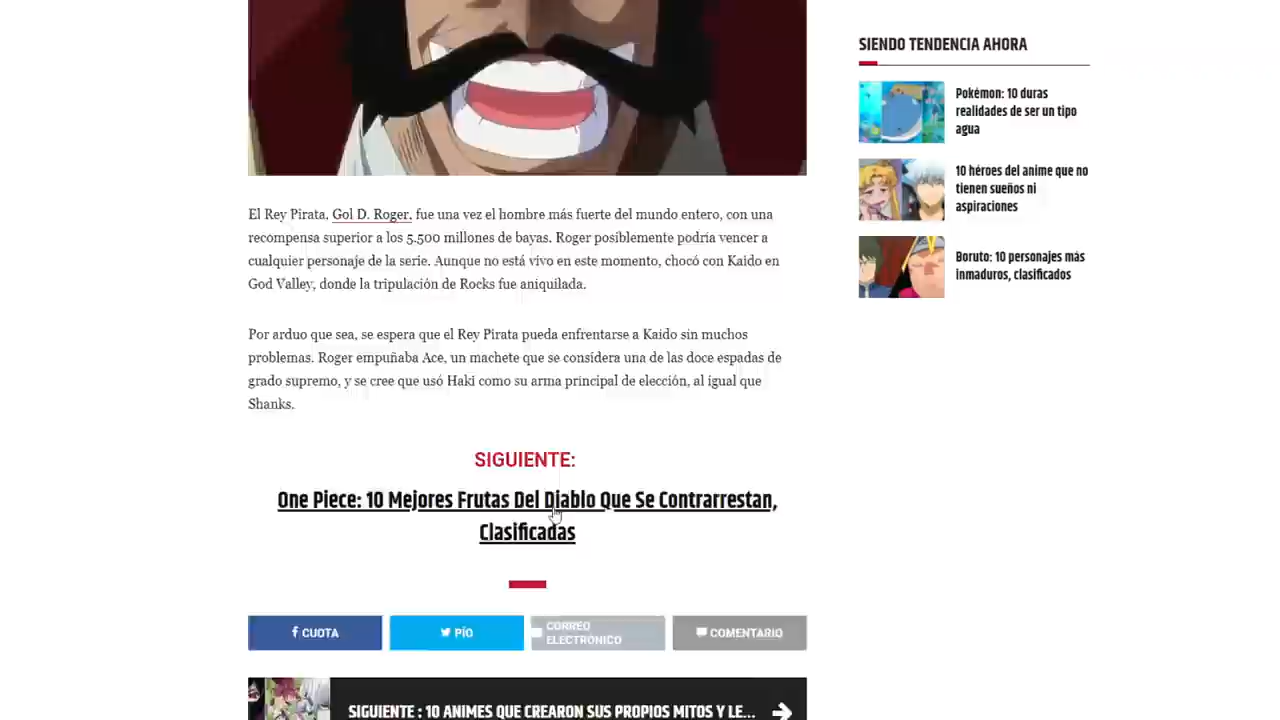 SIENDO TENDENCIA AHORA
Pokémon: 10 duras
realidades de ser un tipo
agua
10 héroes del anime que no
tienen sueños ni
aspiraciones
Boruto: 10 personajes más
inmaduros, clasificados
El Rey Pirata, Gol D. Roger, fue una vez el hombre más fuerte del mundo entero, con una
recompensa superior a los 5.500 millones de bayas. Roger posiblemente podría vencer a
cualquier personaje de la serie. Aunque no está vivo en este momento, chocó con Kaido en
God Valley, donde la tripulación de Rocks fue aniquilada.
Por arduo que sea, se espera que el Rey Pirata pueda enfrentarse a Kaido sin muchos
problemas. Roger empuñaba Ace, un machete que se considera una de las doce espadas de
grado supremo, y se cree que usó Haki como su arma principal de elección, al igual que
Shanks.
SIGUIENTE:
One Piece: 10 Mejores Frutas Del Diablo Que Se Contrarrestan,
Clasificadas
CUOTA
PÍO
CORREO
ELECTRÓNICO
COMENTARIO
SIGUIENTE : 10 ANIMES QUE CREARON SUS PROPIOS MITOS Y LE...